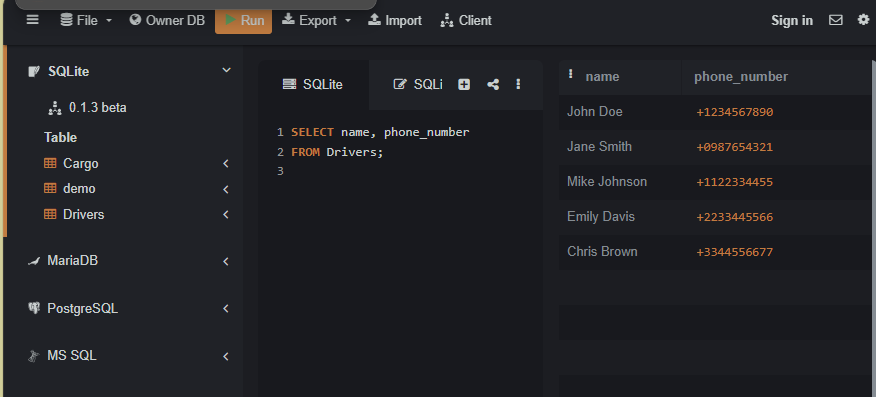 File Owner DB Run Export Import Client Sign in
SQLite
0.1.3 beta
Table
Cargo
demo
Drivers
MariaDB
PostgreSQL
MS SQL
SQLite SQLi
1 SELECT name, phone_number
2 FROM Drivers;
3
name phone_number
John Doe +1234567890
Jane Smith +0987654321
Mike Johnson +1122334455
Emily Davis +2233445566
Chris Brown +3344556677